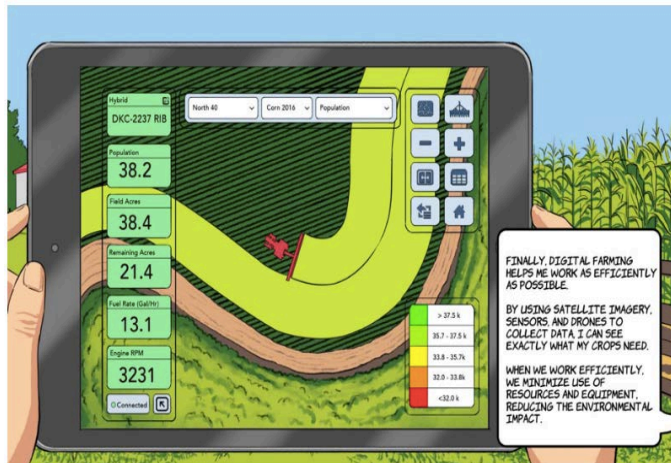 Hybrid
DKC-2237 RIB
Population
38.2
Field Acres
38.4
Remaining Acres
21.4
Fuel Rate (Gal/Hr)
13.1
Engine RPM
3231
Connected
North 40
Corn 2016
Population
> 37.5 k
35.7 - 37.5 k
33.8 - 35.7k
32.0 - 33.8k
<32.0 k
FINALLY, DIGITAL FARMING
HELPS ME WORK AS EFFICIENTLY
AS POSSIBLE.
BY USING SATELLITE IMAGERY,
SENSORS, AND DRONES TO
COLLECT DATA, I CAN SEE
EXACTLY WHAT MY CROPS NEED.
WHEN WE WORK EFFICIENTLY,
WE MINIMIZE USE OF
RESOURCES AND EQUIPMENT,
REDUCING THE ENVIRONMENTAL
IMPACT.